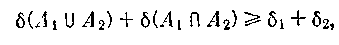 δ(A₁ ∪ A₂) + δ(A₁ ∩ A₂) ⩾ δ₁ + δ₂,